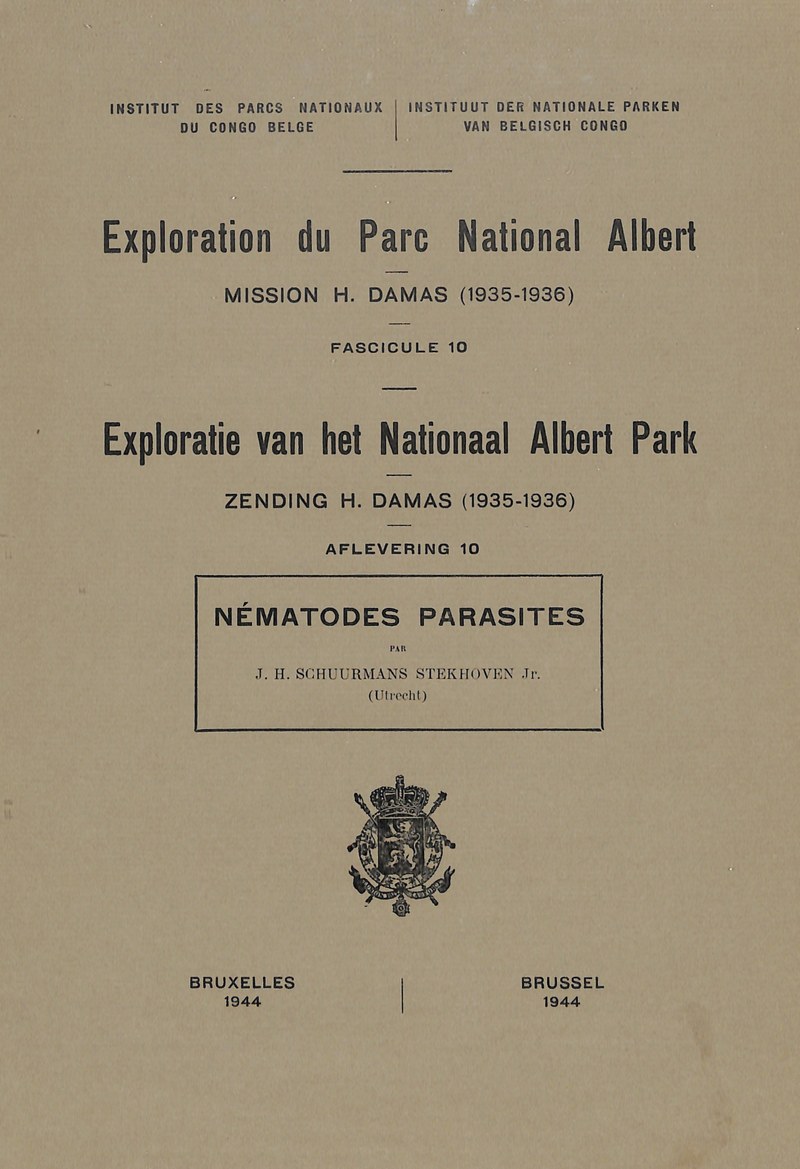 INSTITUT DES PARCS NATIONAUX
DU CONGO BELGE
INSTITUUT DER NATIONALE PARKEN
VAN BELGISCH CONGO
Exploration du Parc National Albert
MISSION H. DAMAS (1935-1936)
FASCICULE 10
Exploratie van het Nationaal Albert Park
ZENDING H. DAMAS (1935-1936)
AFLEVERING 10
NÉMATODES PARASITES
PAR
J. H. SCHUURMANS STEKHOVEN Jr.
(Utrecht)
BRUXELLES
1944
BRUSSEL
1944